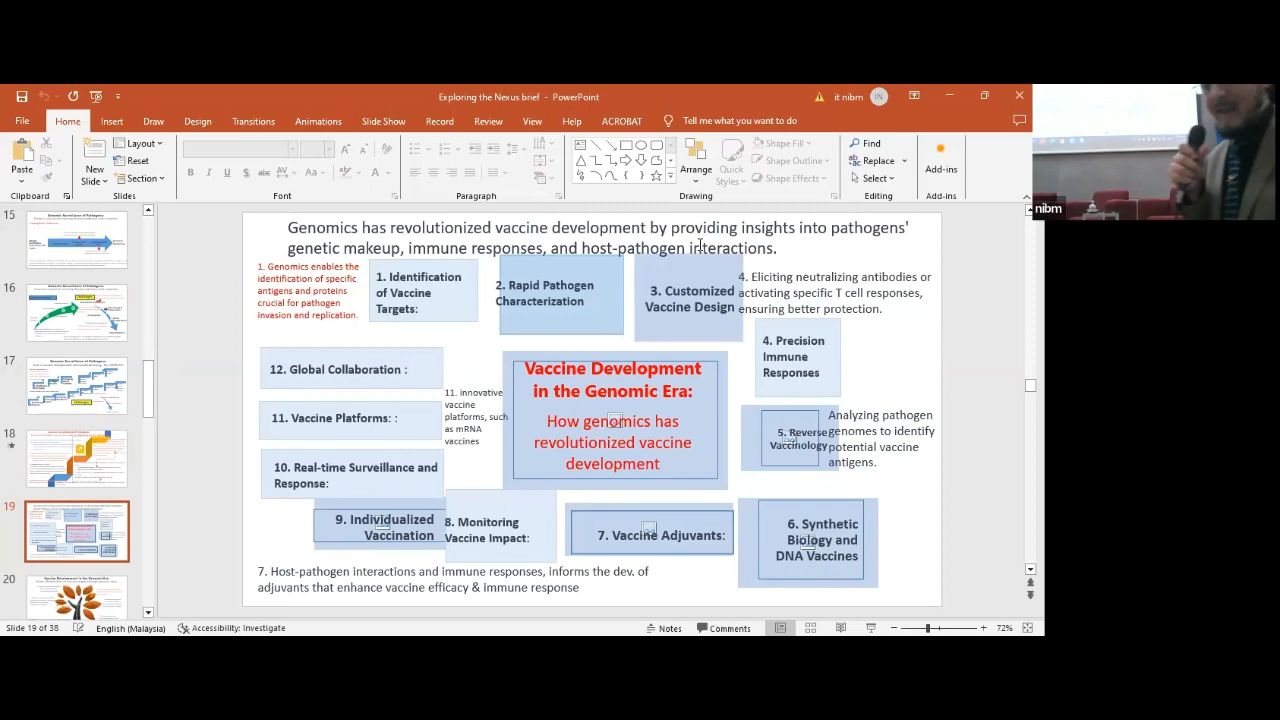 Exploring the Nexus brief - PowerPoint
it nibm
IN
File
Home
Insert
Draw
Design
Transitions
Animations
Slide Show
Record
Review
View
Help
ACROBAT
Tell me what you want to do
Paste
Clipboard
New
Slide
Layout
Reset
Section
Slides
Font
Paragraph
Arrange
Quick
Styles
Shape Fill
Shape Outline
Shape Effects
Drawing
Find
Replace
Select
Editing
Add-ins
Add-ins
nibm
15
16
17
18
19
20
Genomics has revolutionized vaccine development by providing insights into pathogens'
genetic makeup, immune responses, and host-pathogen interactions.
1. Genomics enables the
identification of specific
antigens and proteins
crucial for pathogen
invasion and replication.
1. Identification
of Vaccine
Targets:
2. Rapid Pathogen
Characterization
3. Customized
Vaccine Design
4. Eliciting neutralizing antibodies or
activating specific T cell responses,
ensuring better protection.
4. Precision
Immune
Responses
12. Global Collaboration :
11. Vaccine Platforms: :
11. innovative
vaccine
platforms, such
as mRNA
vaccines
10. Real-time Surveillance and
Response:
Vaccine Development
in the Genomic Era:
How genomics has
revolutionized vaccine
development
Reverse
Vaccinology
Analyzing pathogen
genomes to identify
potential vaccine
antigens.
9. Individualized
Vaccination
8. Monitoring
Vaccine Impact:
7. Vaccine Adjuvants:
6. Synthetic
Biology and
DNA Vaccines
7. Host-pathogen interactions and immune responses, informs the dev. of
adjuvants that enhance vaccine efficacy & immune response
Slide 19 of 38
English (Malaysia)
Accessibility: Investigate
Notes
Comments
72%